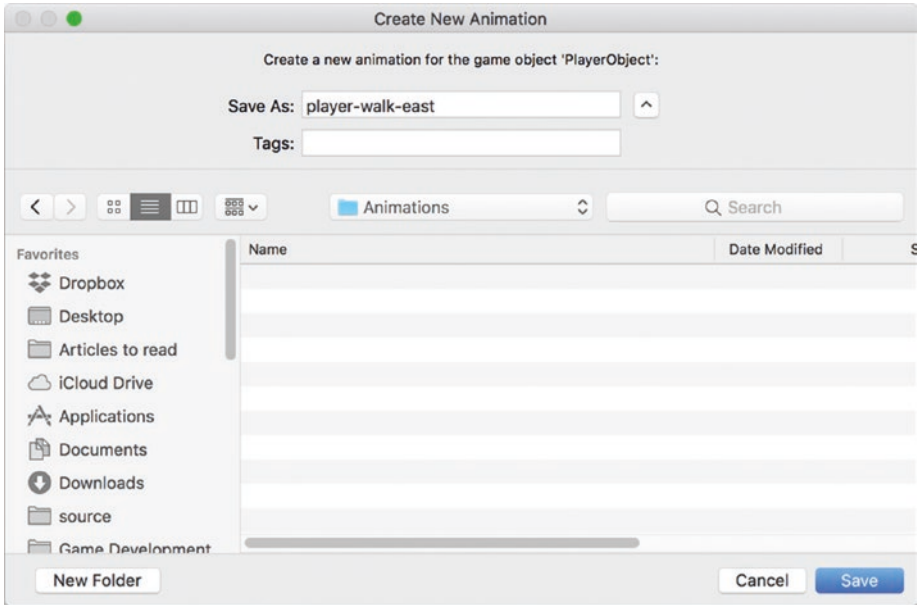 Create New Animation
Create a new animation for the game object 'PlayerObject':
Save As: player-walk-east
Tags:
Animations
Search
Favorites
Dropbox
Desktop
Articles to read
iCloud Drive
Applications
Documents
Downloads
source
Game Development
Name Date Modified S
New Folder Cancel Save